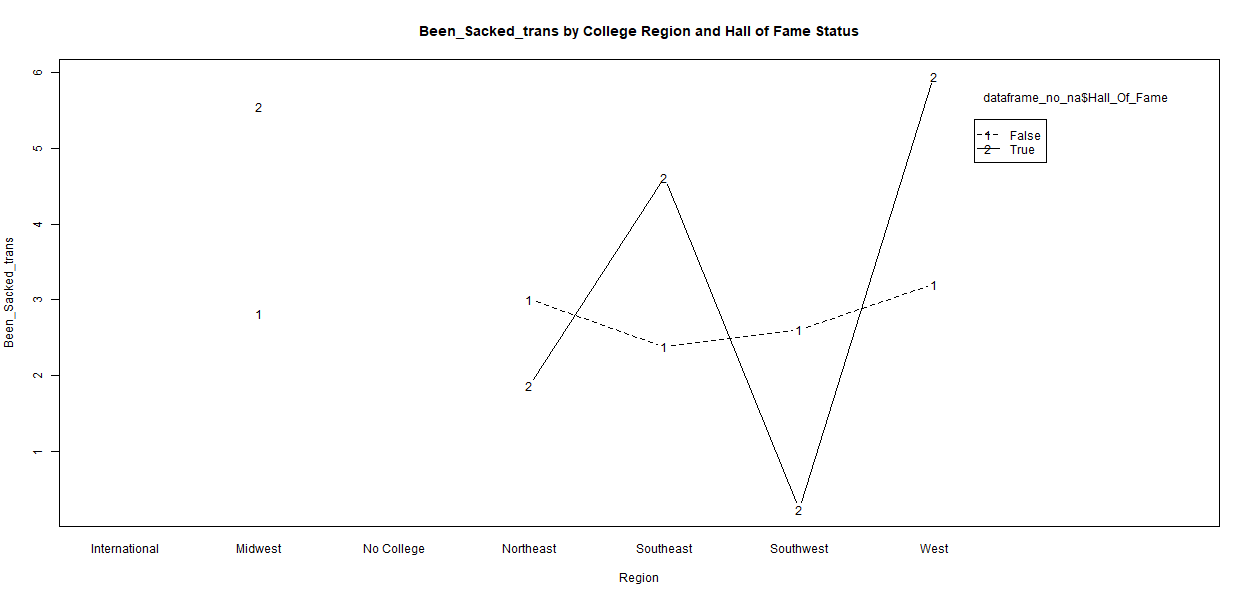 Been_Sacked_trans by College Region and Hall of Fame Status
Been_Sacked_trans
6
5
4
3
2
1
2
1
1
2
2
1
1
2
2
1
dataframe_no_na$Hall_Of_Fame
1 False
2 True
International Midwest No College Northeast Southeast Southwest West
Region